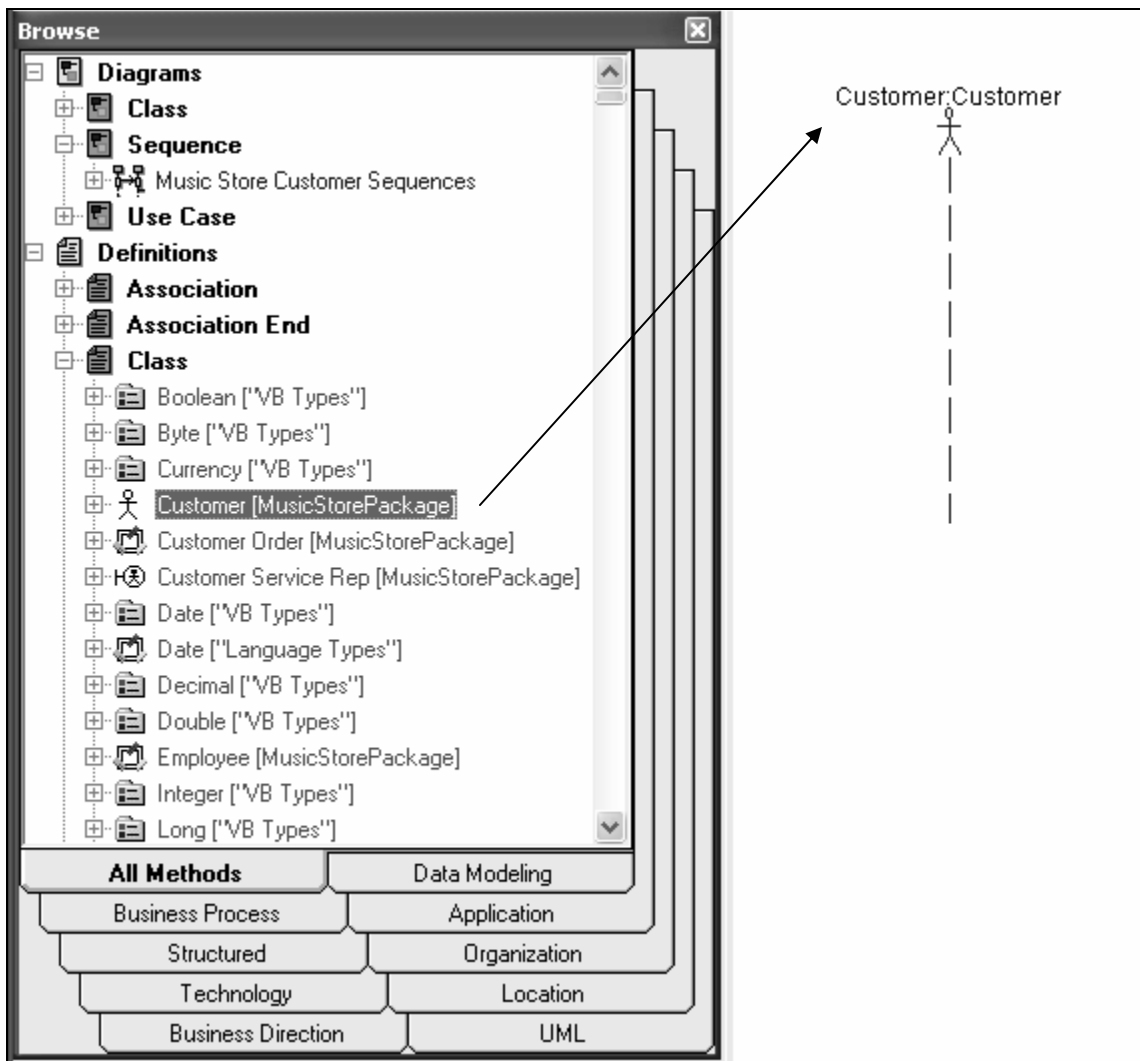 Browse
Diagrams
Class
Sequence
Music Store Customer Sequences
Use Case
Definitions
Association
Association End
Class
Boolean ["VB Types"]
Byte ["VB Types"]
Currency ["VB Types"]
Customer [MusicStorePackage]
Customer Order [MusicStorePackage]
Customer Service Rep [MusicStorePackage]
Date ["VB Types"]
Date ["Language Types"]
Decimal ["VB Types"]
Double ["VB Types"]
Employee [MusicStorePackage]
Integer ["VB Types"]
Long ["VB Types"]
All Methods Data Modeling
Business Process Application
Structured Organization
Technology Location
Business Direction UML
Customer:Customer